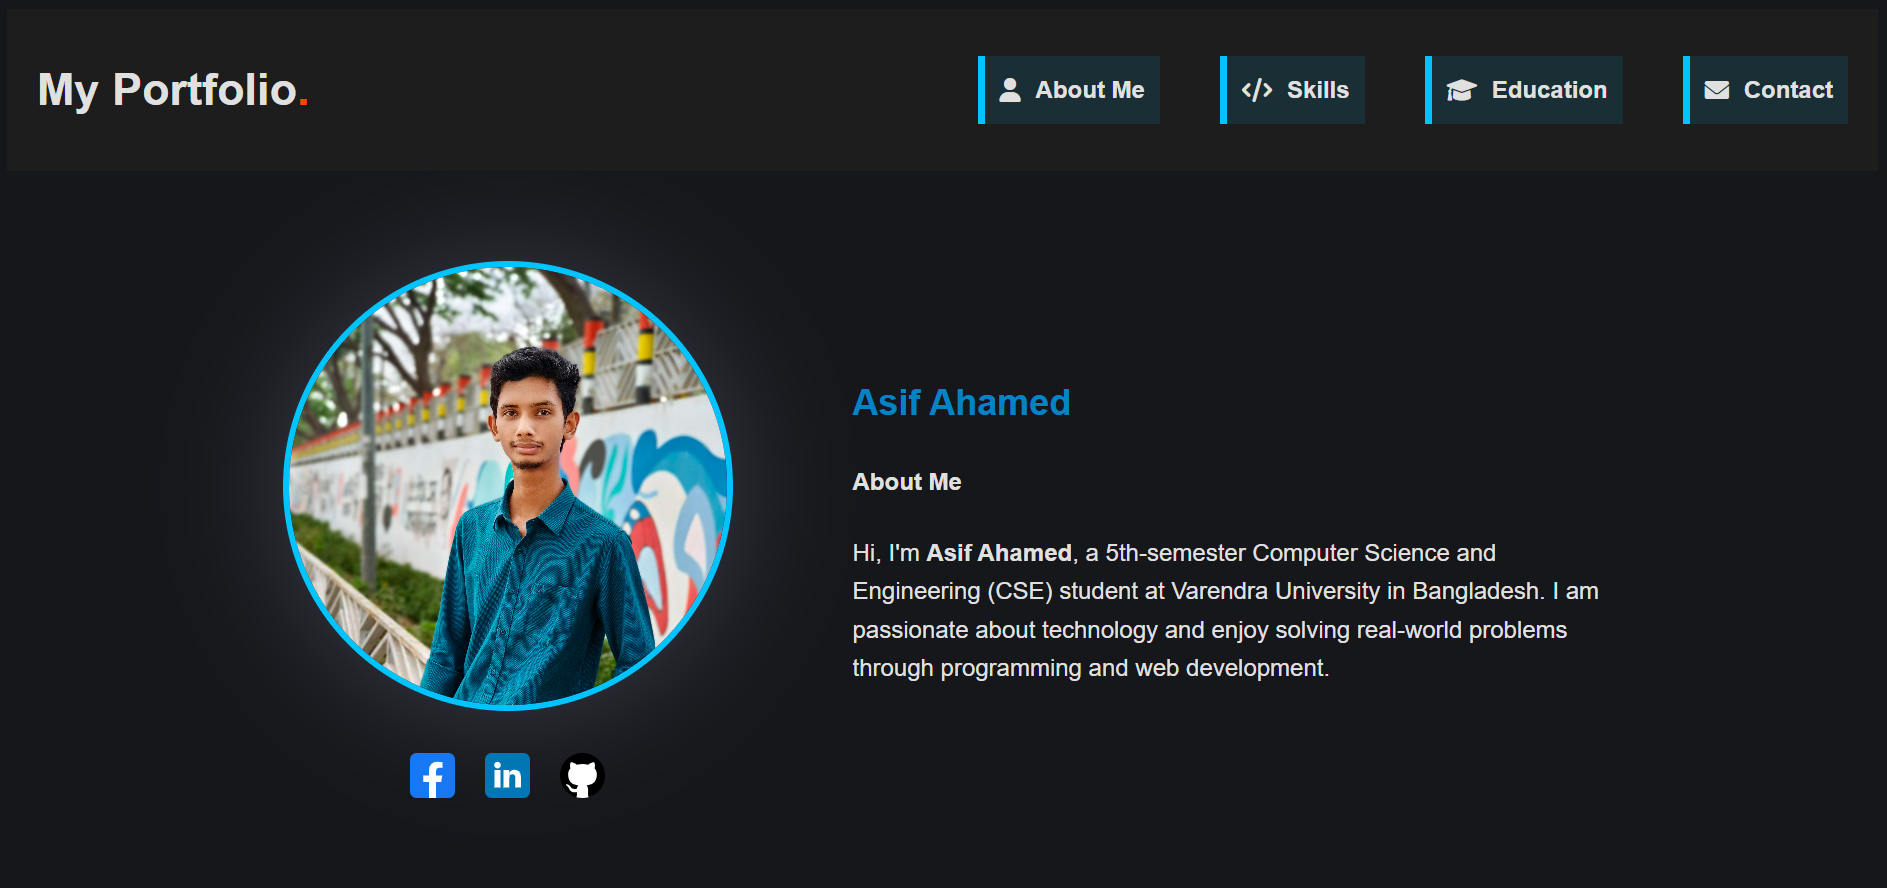 My Portfolio.
About Me
Skills
Education
Contact
Asif Ahamed
About Me
Hi, I'm Asif Ahamed, a 5th-semester Computer Science and
Engineering (CSE) student at Varendra University in Bangladesh. I am
passionate about technology and enjoy solving real-world problems
through programming and web development.
in